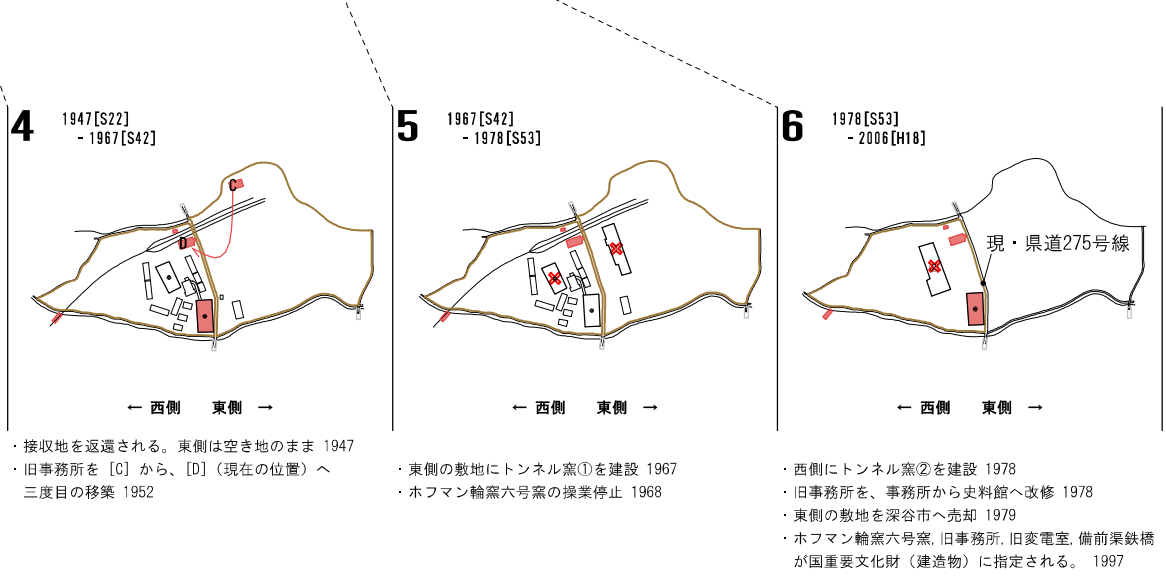 4
1947[S22]
- 1967[S42]
← 西側 東側 →
・接収地を返還される。東側は空き地のまま 1947
・旧事務所を [C] から、[D]（現在の位置）へ
三度目の移築 1952
5
1967[S42]
- 1978[S53]
← 西側 東側 →
・東側の敷地にトンネル窯①を建設 1967
・ホフマン輪窯六号窯の操業停止 1968
6
1978[S53]
- 2006[H18]
現・県道275号線
← 西側 東側 →
・西側にトンネル窯②を建設 1978
・旧事務所を、事務所から史料館へ改修 1978
・東側の敷地を深谷市へ売却 1979
・ホフマン輪窯六号窯, 旧事務所, 旧変電室, 備前渠鉄橋
が国重要文化財（建造物）に指定される。 1997